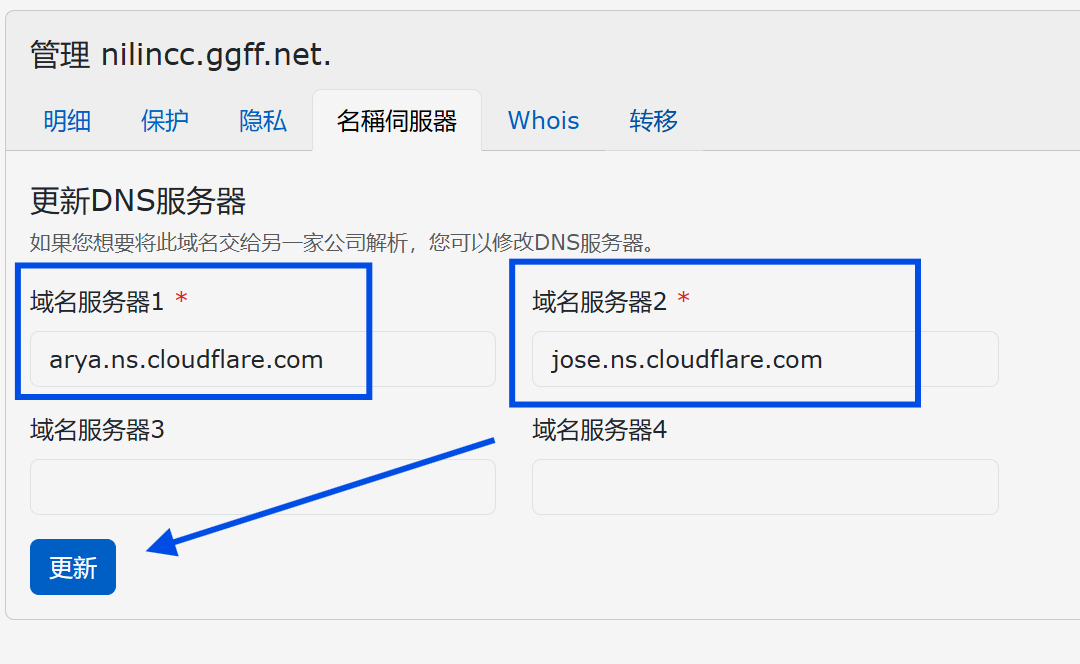 管理 nilincc.ggff.net.
明细 保护 隐私 名稱伺服器 Whois 转移
更新DNS服务器
如果您想要将此域名交给另一家公司解析，您可以修改DNS服务器。
域名服务器1 * 域名服务器2 *
arya.ns.cloudflare.com jose.ns.cloudflare.com
域名服务器3 域名服务器4
更新